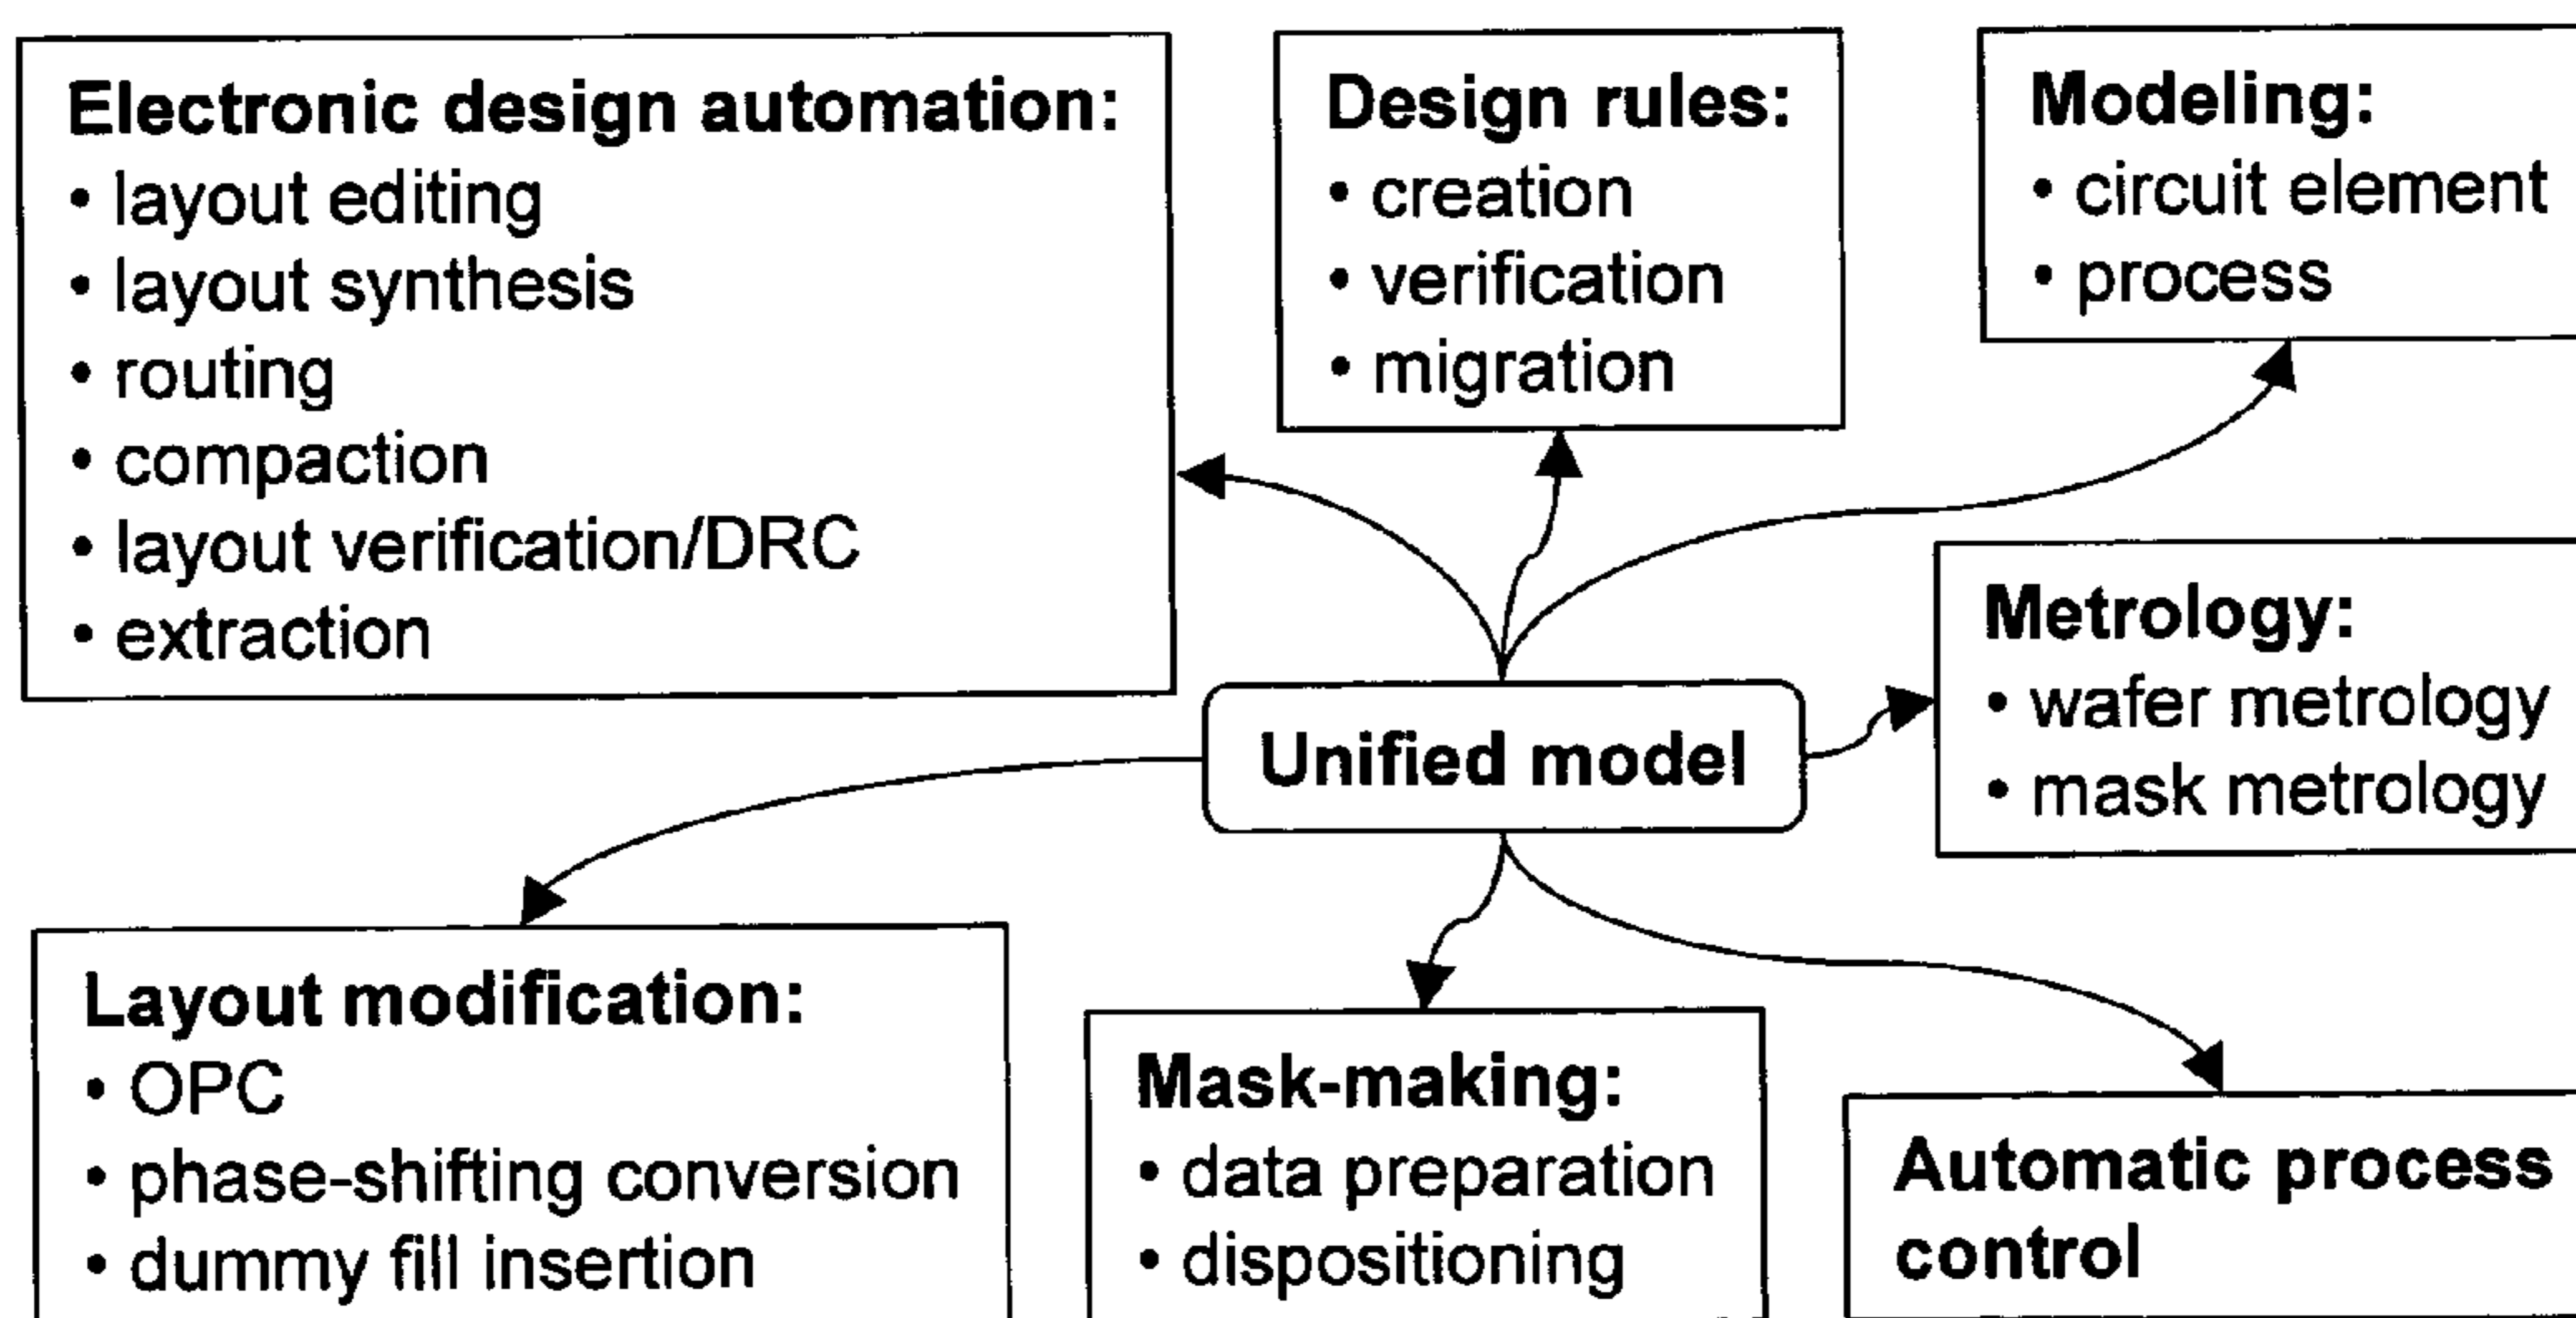 Electronic design automation:
• layout editing
• layout synthesis
• routing
• compaction
• layout verification/DRC
• extraction
Design rules:
• creation
• verification
• migration
Modeling:
• circuit element
• process
Metrology:
• wafer metrology
• mask metrology
Unified model
Layout modification:
• OPC
• phase-shifting conversion
• dummy fill insertion
Mask-making:
• data preparation
• dispositioning
Automatic process
control